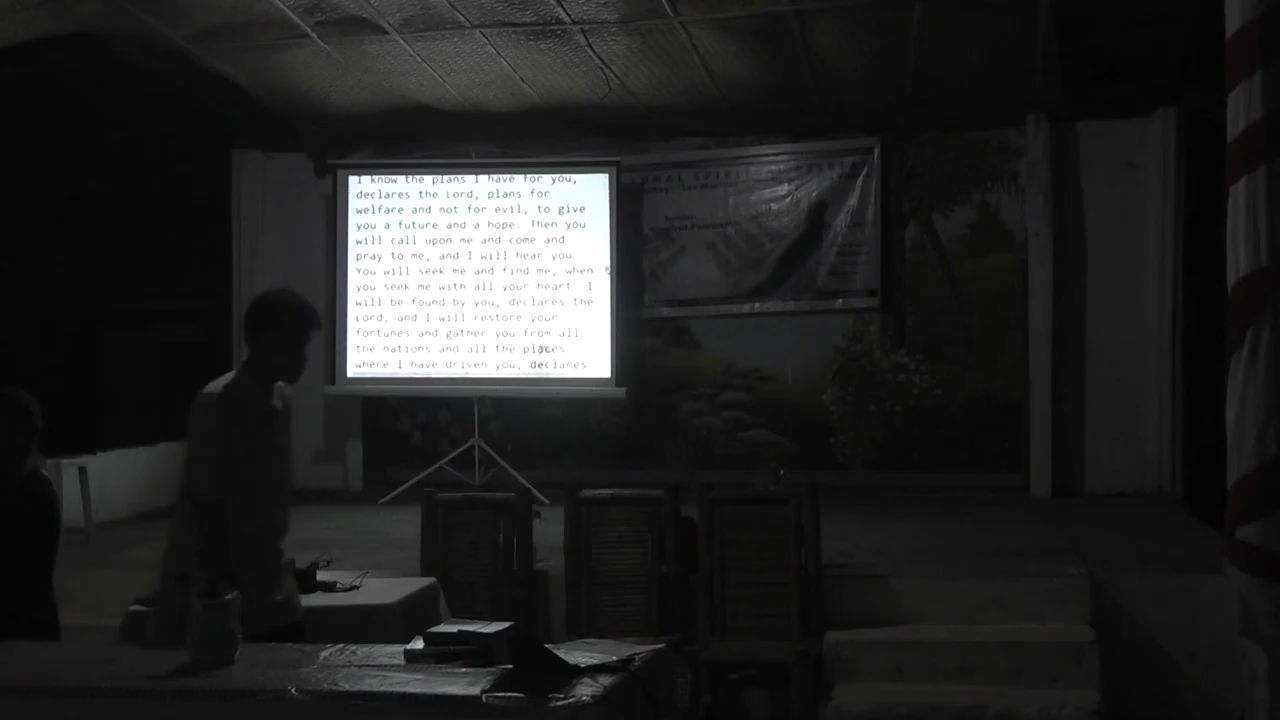 I know the plans I have for you,
declares the Lord, plans for
welfare and not for evil, to give
you a future and a hope. Then you
will call upon me and come and
pray to me, and I will hear you
You will seek me and find me, when
you seek me with all your heart. I
will be found by you, declares the
Lord, and I will restore your
fortunes and gather you from all
the nations and all the places
where I have driven you, declares